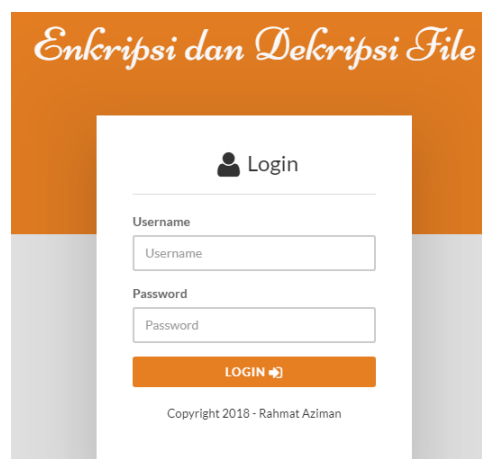 Enkripsi dan Dekripsi File
Login
Username
Username
Password
Password
LOGIN
Copyright 2018 - Rahmat Aziman